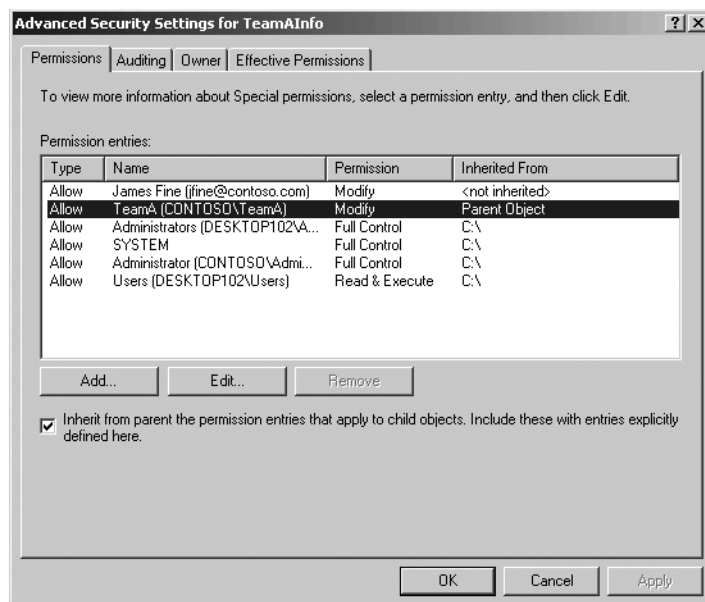 Advanced Security Settings for TeamAInfo
Permissions Auditing Owner Effective Permissions
To view more information about Special permissions, select a permission entry, and then click Edit.
Permission entries:
Type Name Permission Inherited From
Allow James Fine (jfine@contoso.com) Modify <not inherited>
Allow TeamA (CONTOSO\TeamA) Modify Parent Object
Allow Administrators (DESKTOP102\A... Full Control C:\
Allow SYSTEM Full Control C:\
Allow Administrator (CONTOSO\Admi... Full Control C:\
Allow Users (DESKTOP102\Users) Read & Execute C:\
Add... Edit... Remove
Inherit from parent the permission entries that apply to child objects. Include these with entries explicitly
defined here.
OK Cancel Apply